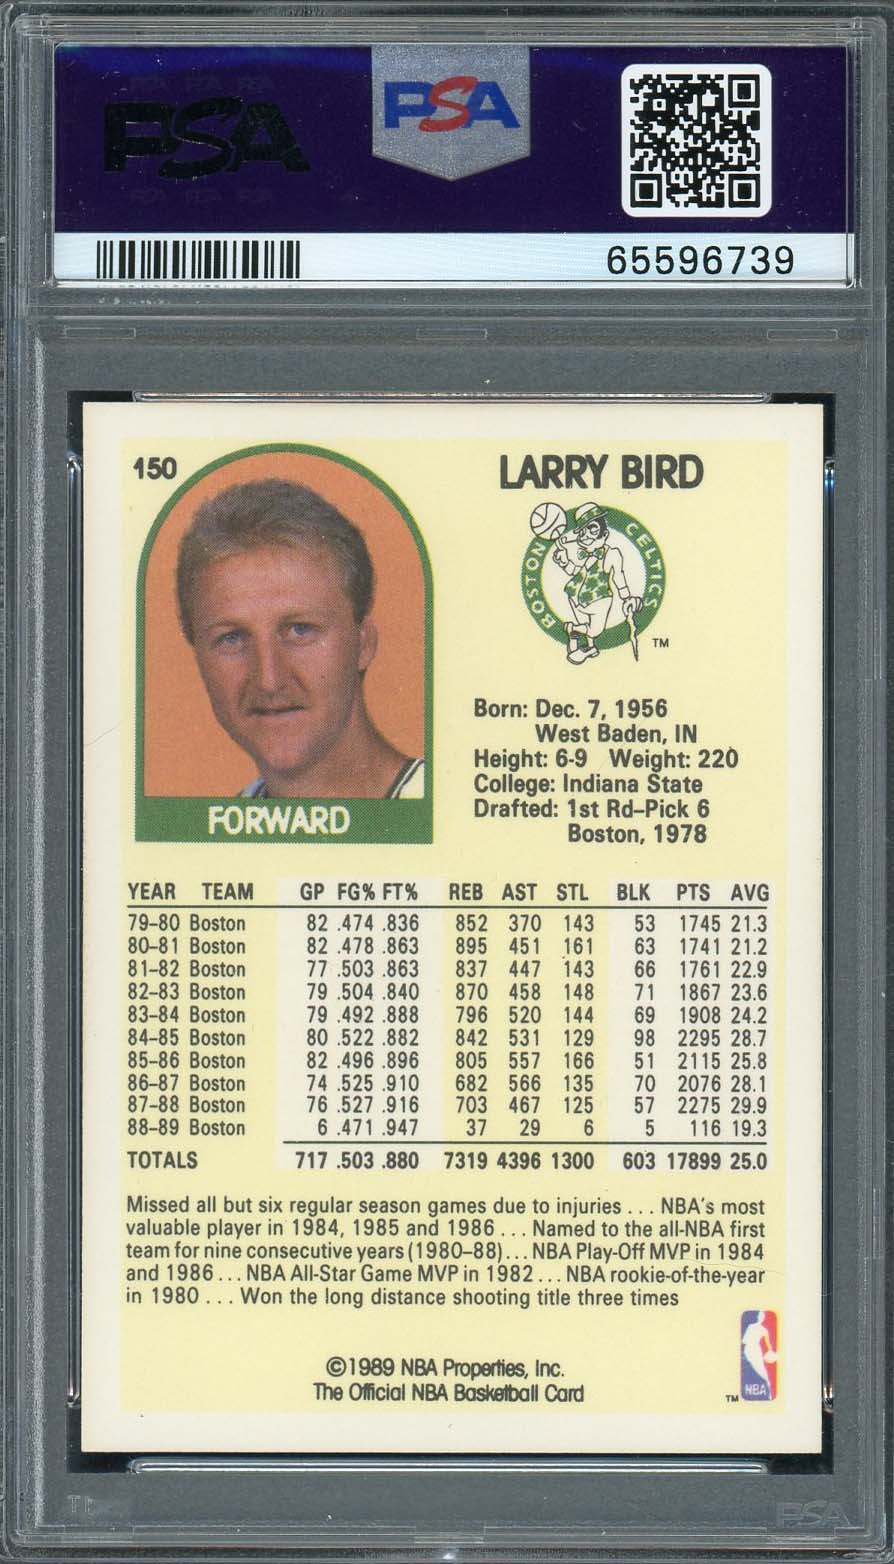 PSA
PSA
65596739
150
LARRY BIRD
BOSTON CELTICS
TM
Born: Dec. 7, 1956
West Baden, IN
Height: 6-9 Weight: 220
College: Indiana State
Drafted: 1st Rd-Pick 6
Boston, 1978
FORWARD
YEAR TEAM GP FG% FT% REB AST STL BLK PTS AVG
79-80 Boston 82 .474 .836 852 370 143 53 1745 21.3
80-81 Boston 82 .478 .863 895 451 161 63 1741 21.2
81-82 Boston 77 .503 .863 837 447 143 66 1761 22.9
82-83 Boston 79 .504 .840 870 458 148 71 1867 23.6
83-84 Boston 79 .492 .888 796 520 144 69 1908 24.2
84-85 Boston 80 .522 .882 842 531 129 98 2295 28.7
85-86 Boston 82 .496 .896 805 557 166 51 2115 25.8
86-87 Boston 74 .525 .910 682 566 135 70 2076 28.1
87-88 Boston 76 .527 .916 703 467 125 57 2275 29.9
88-89 Boston 6 .471 .947 37 29 6 5 116 19.3
TOTALS 717 .503 .880 7319 4396 1300 603 17899 25.0
Missed all but six regular season games due to injuries . . . NBA's most
valuable player in 1984, 1985 and 1986 . . . Named to the all-NBA first
team for nine consecutive years (1980-88) . . . NBA Play-Off MVP in 1984
and 1986 . . . NBA All-Star Game MVP in 1982 . . . NBA rookie-of-the-year
in 1980 . . . Won the long distance shooting title three times
©1989 NBA Properties, Inc.
The Official NBA Basketball Card
TM NBA
PSA